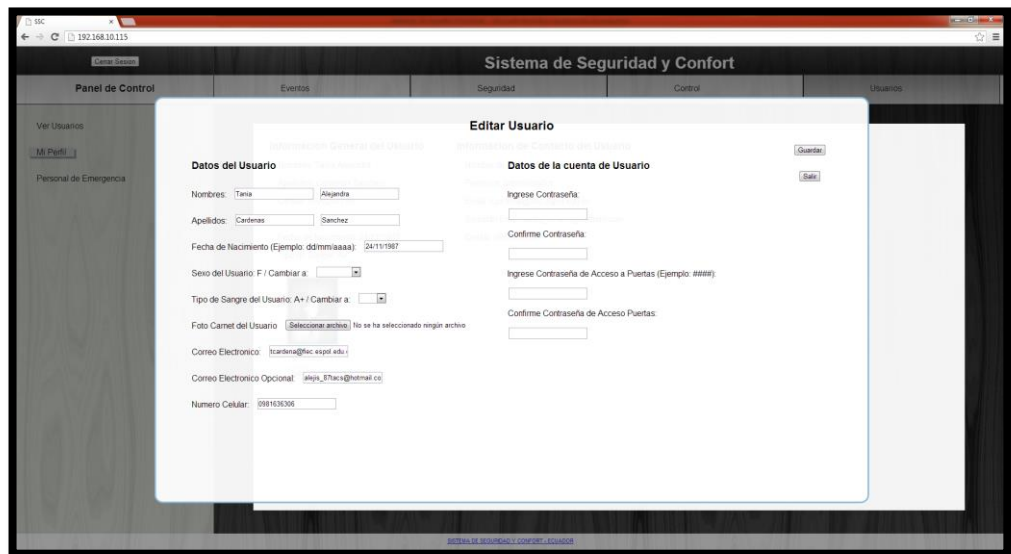 SSC
192.168.10.115
Cerrar Sesion
Sistema de Seguridad y Confort
Panel de Control
Eventos
Seguridad
Control
Usuarios
Ver Usuarios
Mi Perfil
Personal de Emergencia
Editar Usuario
Guardar
Salir
Datos del Usuario
Nombres: Tania Alejandra
Apellidos: Cardenas Sanchez
Fecha de Nacimiento (Ejemplo: dd/mm/aaaa): 24/11/1987
Sexo del Usuario: F / Cambiar a:
Tipo de Sangre del Usuario: A+ / Cambiar a:
Foto Carnet del Usuario Seleccionar archivo No se ha seleccionado ningún archivo
Correo Electronico: tcardena@fiec.espol.edu
Correo Electronico Opcional: alejis_87tacs@hotmail.co
Numero Celular: 0981636306
Datos de la cuenta de Usuario
Ingrese Contraseña:
Confirme Contraseña:
Ingrese Contraseña de Acceso a Puertas (Ejemplo: ####):
Confirme Contraseña de Acceso Puertas:
SISTEMA DE SEGURIDAD Y CONFORT - ECUADOR